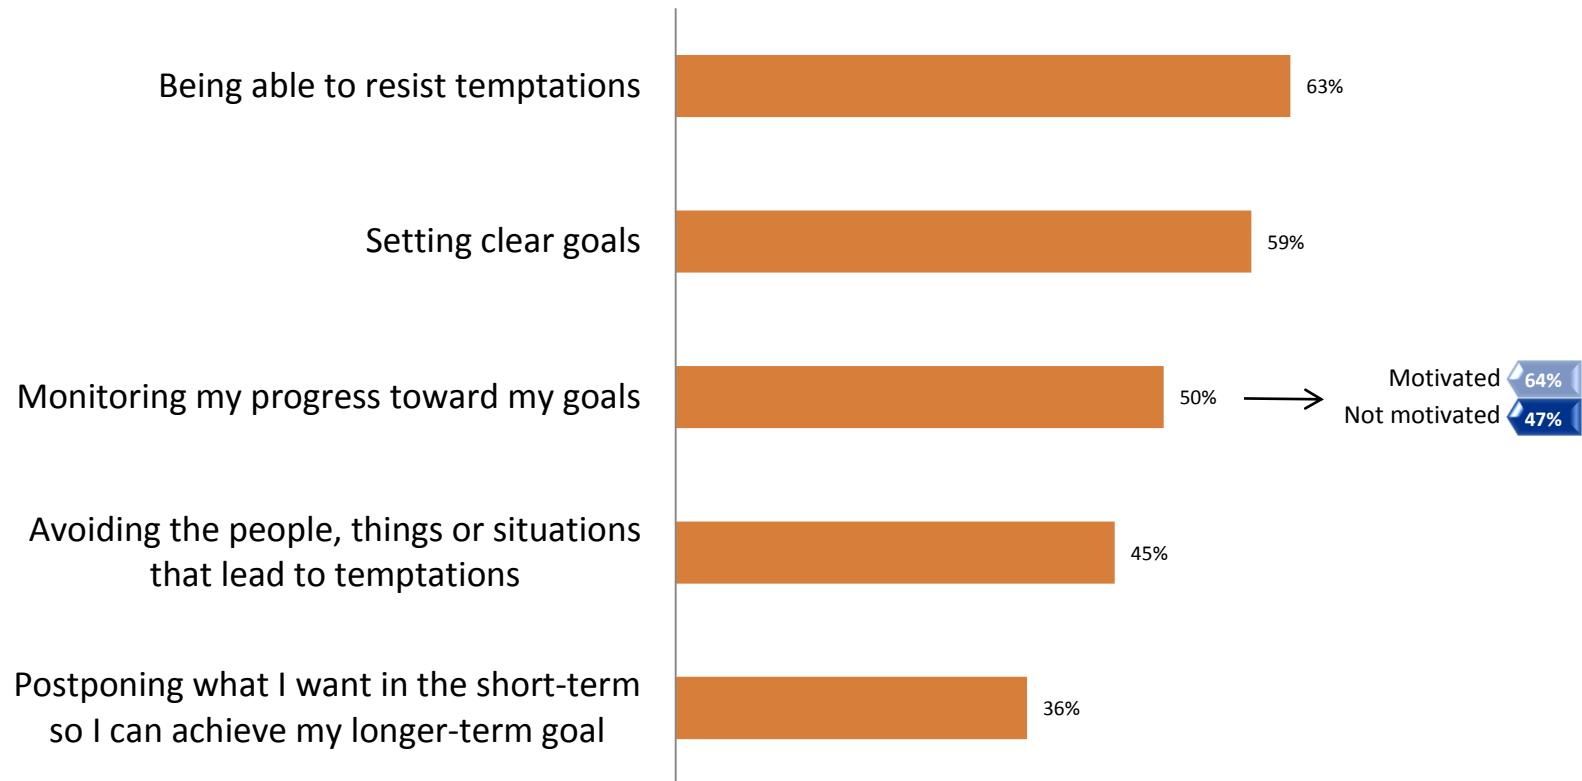 Being able to resist temptations
63%
Setting clear goals
59%
Monitoring my progress toward my goals
50%
Motivated
64%
Not motivated
47%
Avoiding the people, things or situations
that lead to temptations
45%
Postponing what I want in the short-term
so I can achieve my longer-term goal
36%